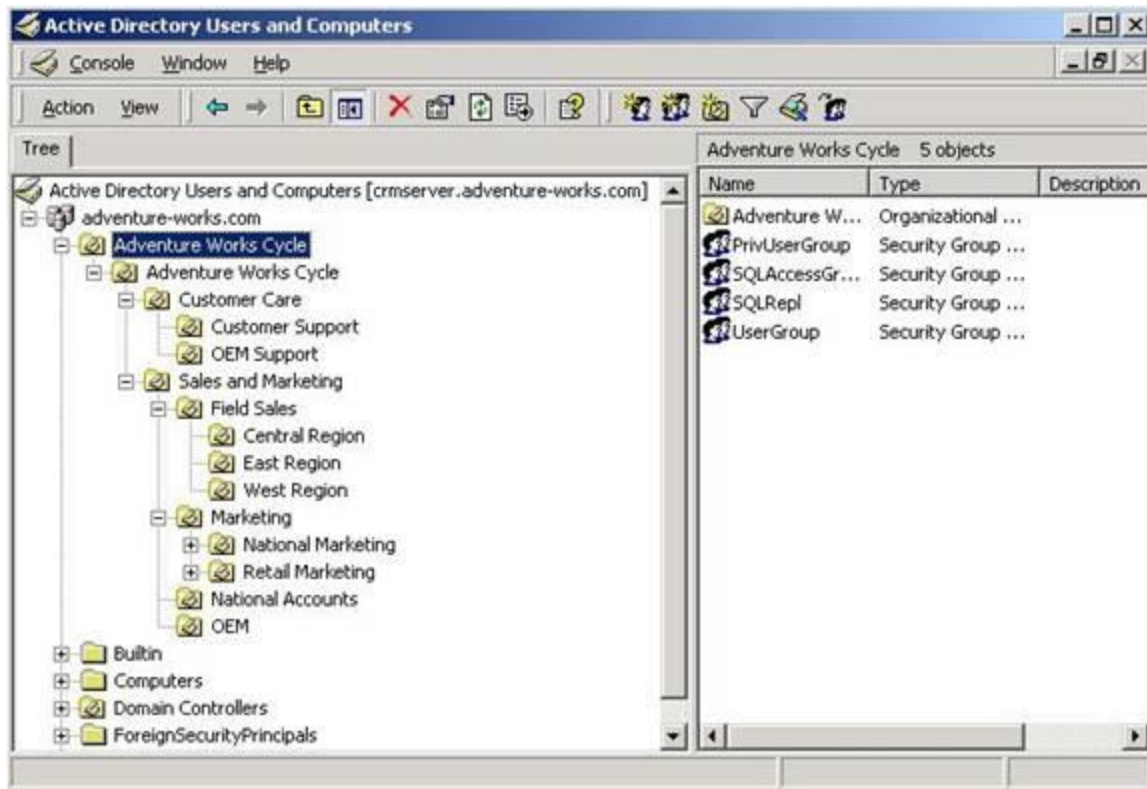 Active Directory Users and Computers
Console Window Help
Action View
Tree
Adventure Works Cycle 5 objects
Active Directory Users and Computers [crmserver.adventure-works.com]
adventure-works.com
Adventure Works Cycle
Adventure Works Cycle
Customer Care
Customer Support
OEM Support
Sales and Marketing
Field Sales
Central Region
East Region
West Region
Marketing
National Marketing
Retail Marketing
National Accounts
OEM
Builtin
Computers
Domain Controllers
ForeignSecurityPrincipals
Name Type Description
Adventure W... Organizational ...
PrivUserGroup Security Group ...
SQLAccessGr... Security Group ...
SQLRepl Security Group ...
UserGroup Security Group ...